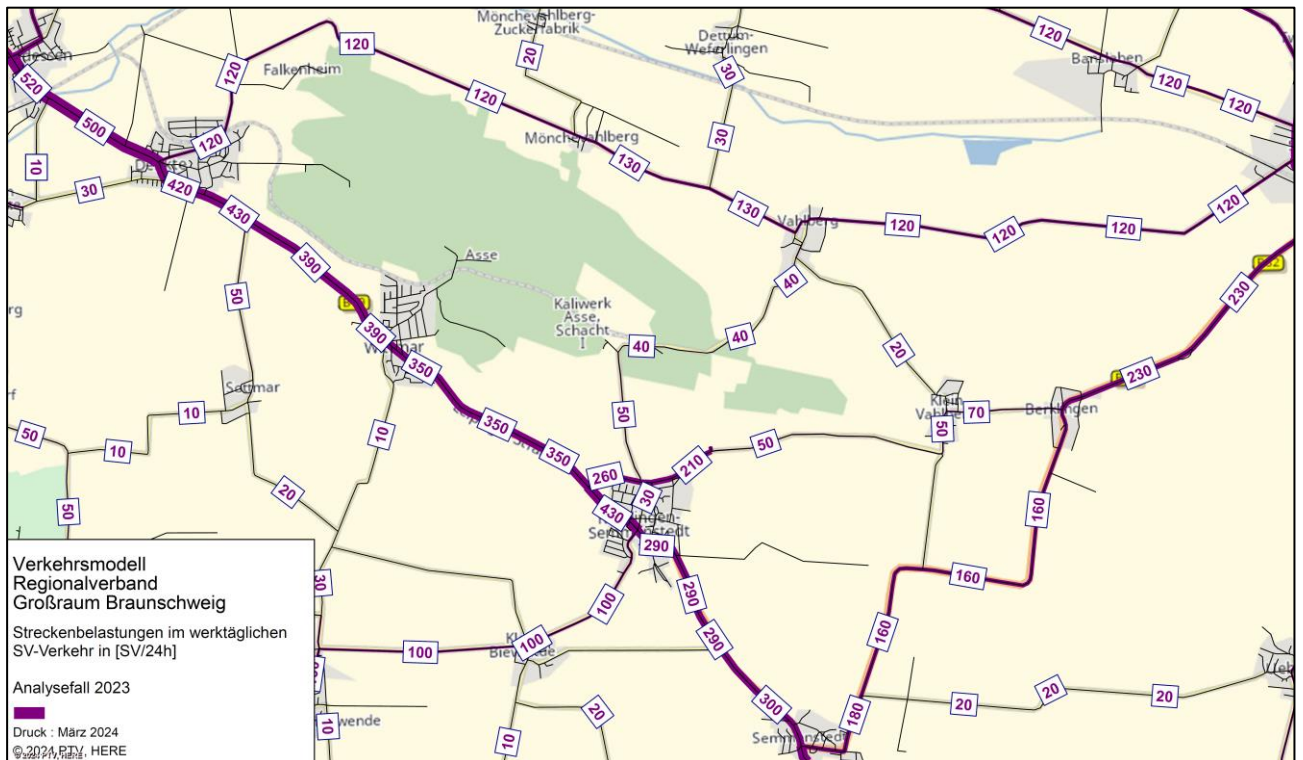 Mönchevahlberg-
Zuckerfabrik
120
20
Dettum-
Weferlingen
30
120
Bansleben
120
120
520
120
Falkenheim
500
120
120
Mönchevahlberg
30
10
30
420
130
430
130
Vahlberg
120
120
120
120
Asse
390
50
40
Kaliwerk
Asse,
Schacht
I
230
390
40
40
20
350
230
Sottmar
10
50
350
Klein
70
Berklingen
50
50
10
10
350
50
260
210
20
430
30
160
50
290
160
100
290
160
30
100
100
290
300
180
20
20
20
20
10
10
Semmenstedt
Verkehrsmodell
Regionalverband
Großraum Braunschweig
Streckenbelastungen im werktäglichen
SV-Verkehr in [SV/24h]
Analysefall 2023
Druck : März 2024
© 2024 PTV, HERE